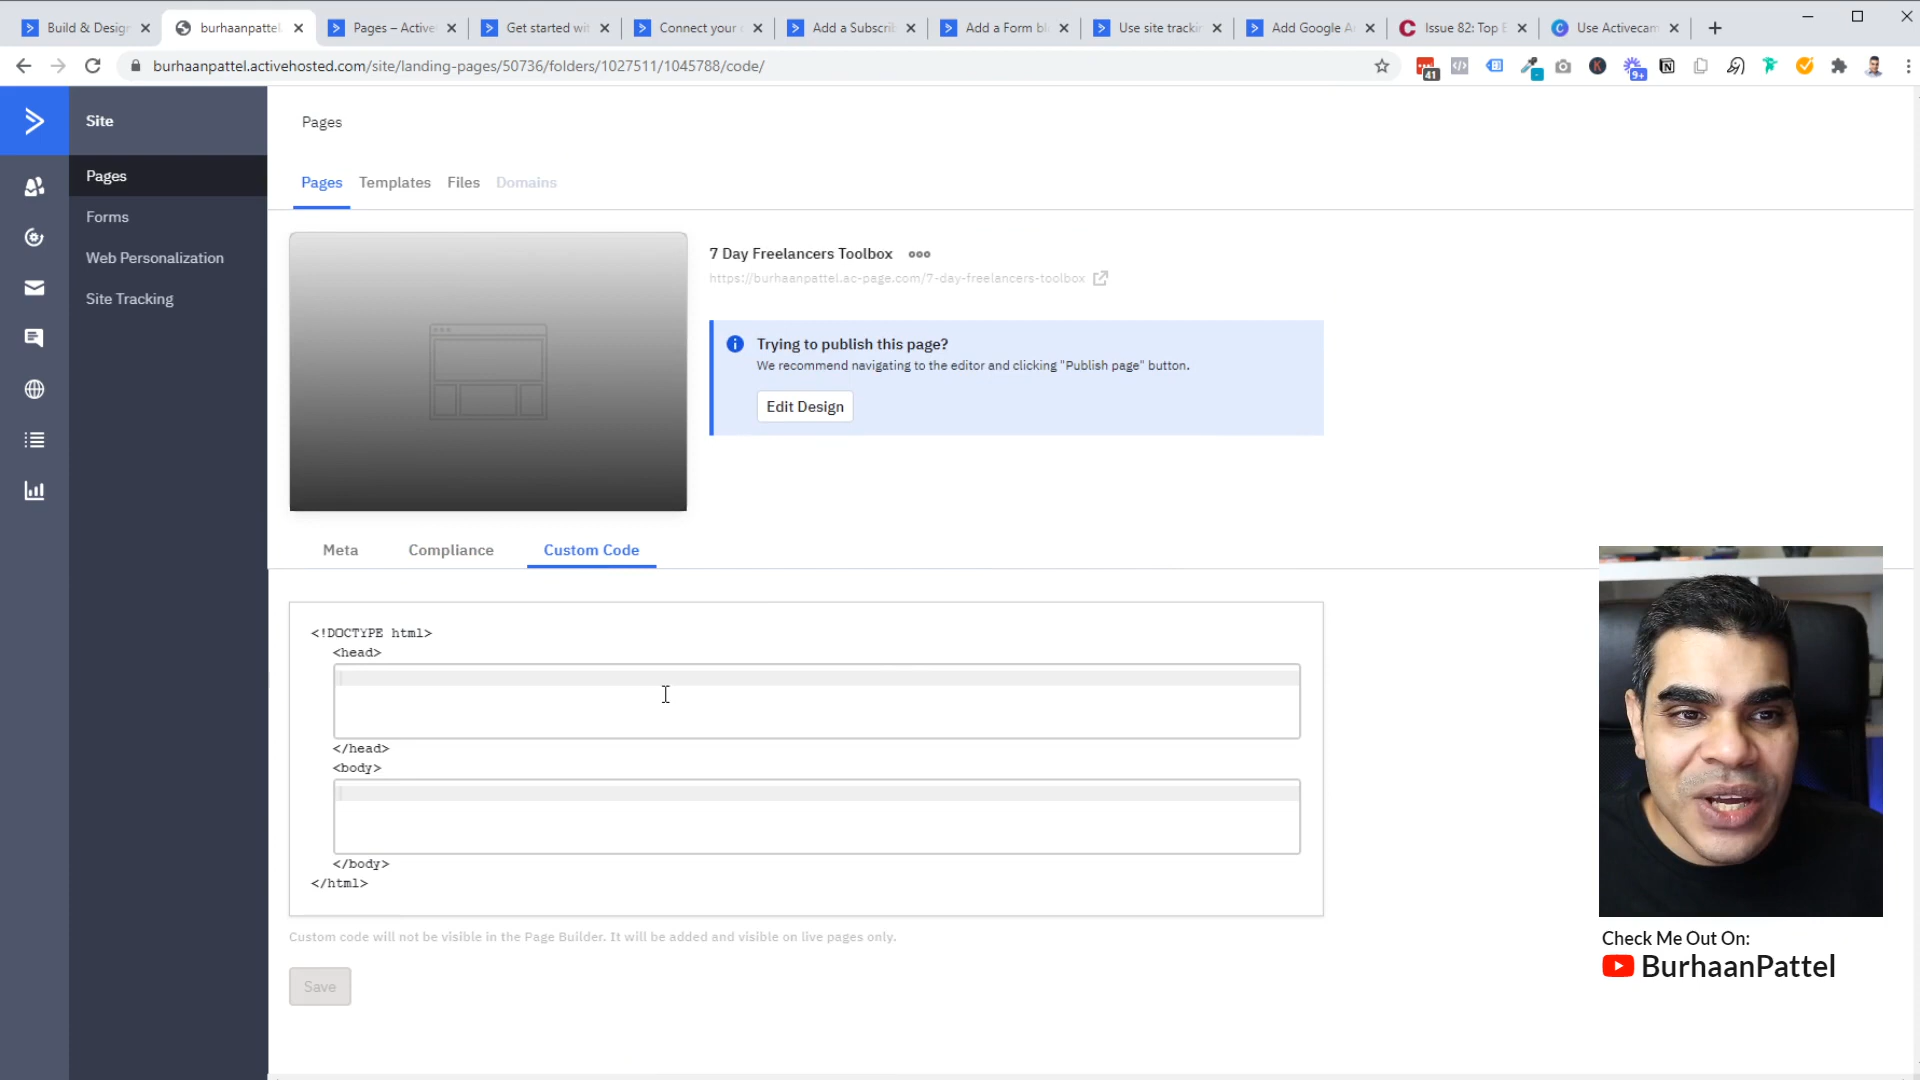 Build & Design
burhaanpattel.
Pages – Active
Get started wit
Connect your
Add a Subscrib
Add a Form bl
Use site trackin
Add Google A
Issue 82: Top E
Use Activecam
burhaanpattel.activehosted.com/site/landing-pages/50736/folders/1027511/1045788/code/
41
9+
Site
Pages
Forms
Web Personalization
Site Tracking
Pages
Pages Templates Files Domains
7 Day Freelancers Toolbox
https://burhaanpattel.ac-page.com/7-day-freelancers-toolbox
Trying to publish this page?
We recommend navigating to the editor and clicking "Publish page" button.
Edit Design
Meta Compliance Custom Code
<!DOCTYPE html>
<head>
</head>
<body>
</body>
</html>
Custom code will not be visible in the Page Builder. It will be added and visible on live pages only.
Save
Check Me Out On:
BurhaanPattel